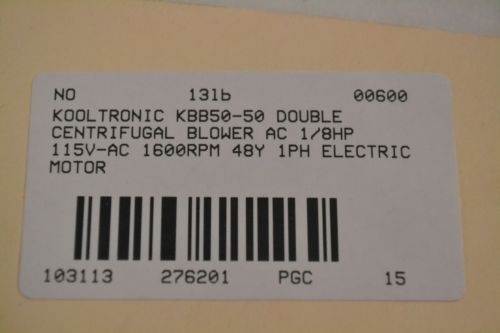 NO 13lb 00600
KOOLTRONIC KBB50-50 DOUBLE
CENTRIFUGAL BLOWER AC 1/8HP
115V-AC 1600RPM 48Y 1PH ELECTRIC
MOTOR
103113 276201 PGC 15